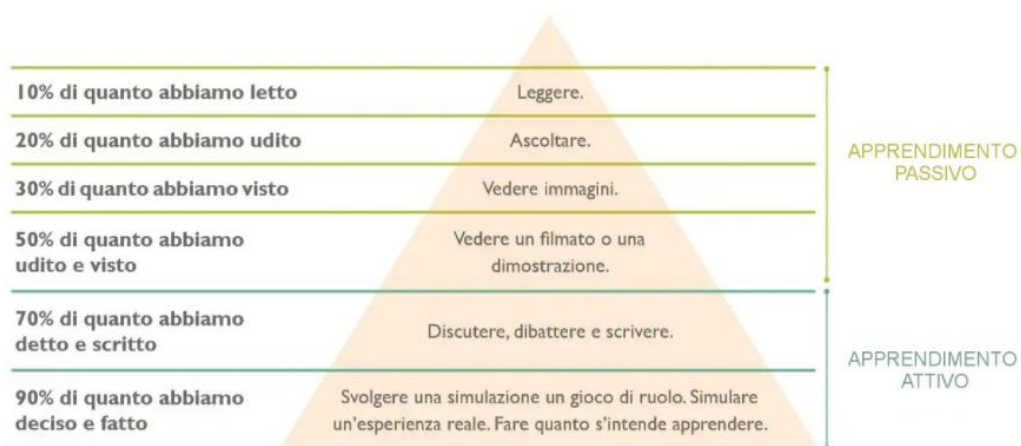 10% di quanto abbiamo letto
Leggere.
20% di quanto abbiamo udito
Ascoltare.
30% di quanto abbiamo visto
Vedere immagini.
50% di quanto abbiamo
udito e visto
Vedere un filmato o una
dimostrazione.
APPRENDIMENTO
PASSIVO
70% di quanto abbiamo
detto e scritto
Discutere, dibattere e scrivere.
90% di quanto abbiamo
deciso e fatto
Svolgere una simulazione un gioco di ruolo. Simulare
un'esperienza reale. Fare quanto s'intende apprendere.
APPRENDIMENTO
ATTIVO